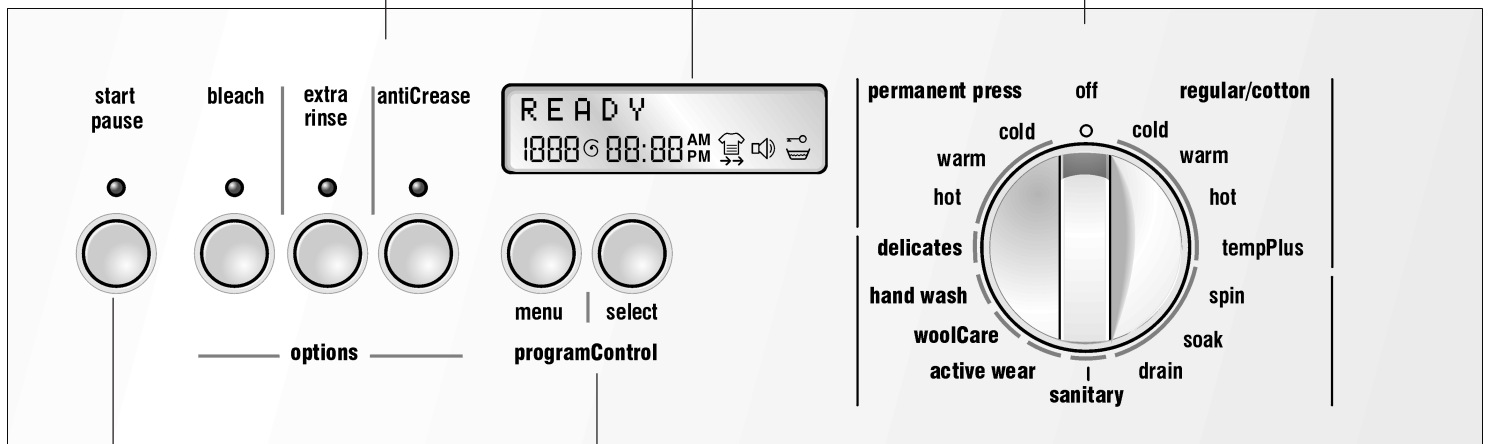 start
pause
bleach
extra
rinse
antiCrease
READY
1888 88:88 AM
PM
menu
select
options
programControl
permanent press
off
regular/cotton
cold
cold
warm
warm
hot
hot
delicates
tempPlus
hand wash
spin
woolCare
soak
active wear
drain
sanitary